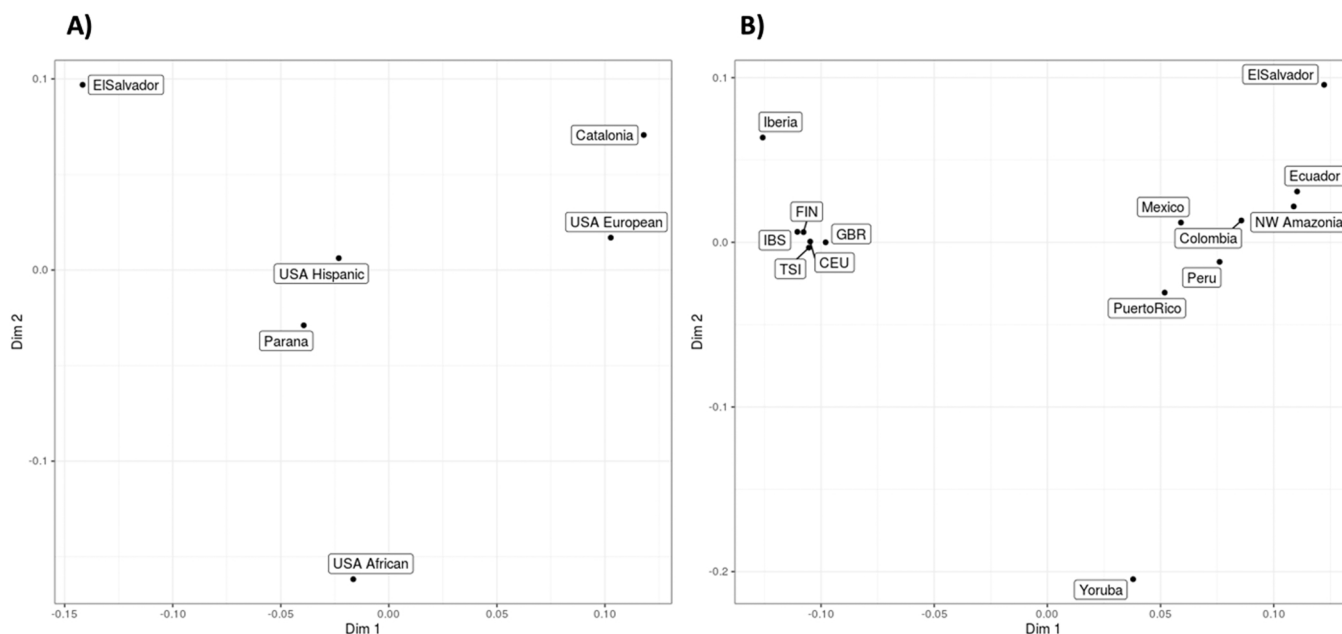 A)
B)
0.1
0.0
-0.1
-0.15
-0.10
-0.05
0.00
0.05
0.10
Dim 1
Dim 2
ElSalvador
Catalonia
USA European
USA Hispanic
Parana
USA African
0.1
0.0
-0.1
-0.2
-0.10
-0.05
0.00
0.05
0.10
Dim 1
Dim 2
ElSalvador
Iberia
Ecuador
FIN
Mexico
NW Amazonia
IBS
GBR
Colombia
TSI
CEU
Peru
PuertoRico
Yoruba